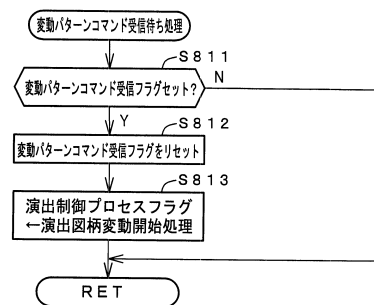 変動パターンコマンド受信待ち処理
S811
変動パターンコマンド受信フラグセット？
N
Y
S812
変動パターンコマンド受信フラグをリセット
S813
演出制御プロセスフラグ
←演出図柄変動開始処理
RET